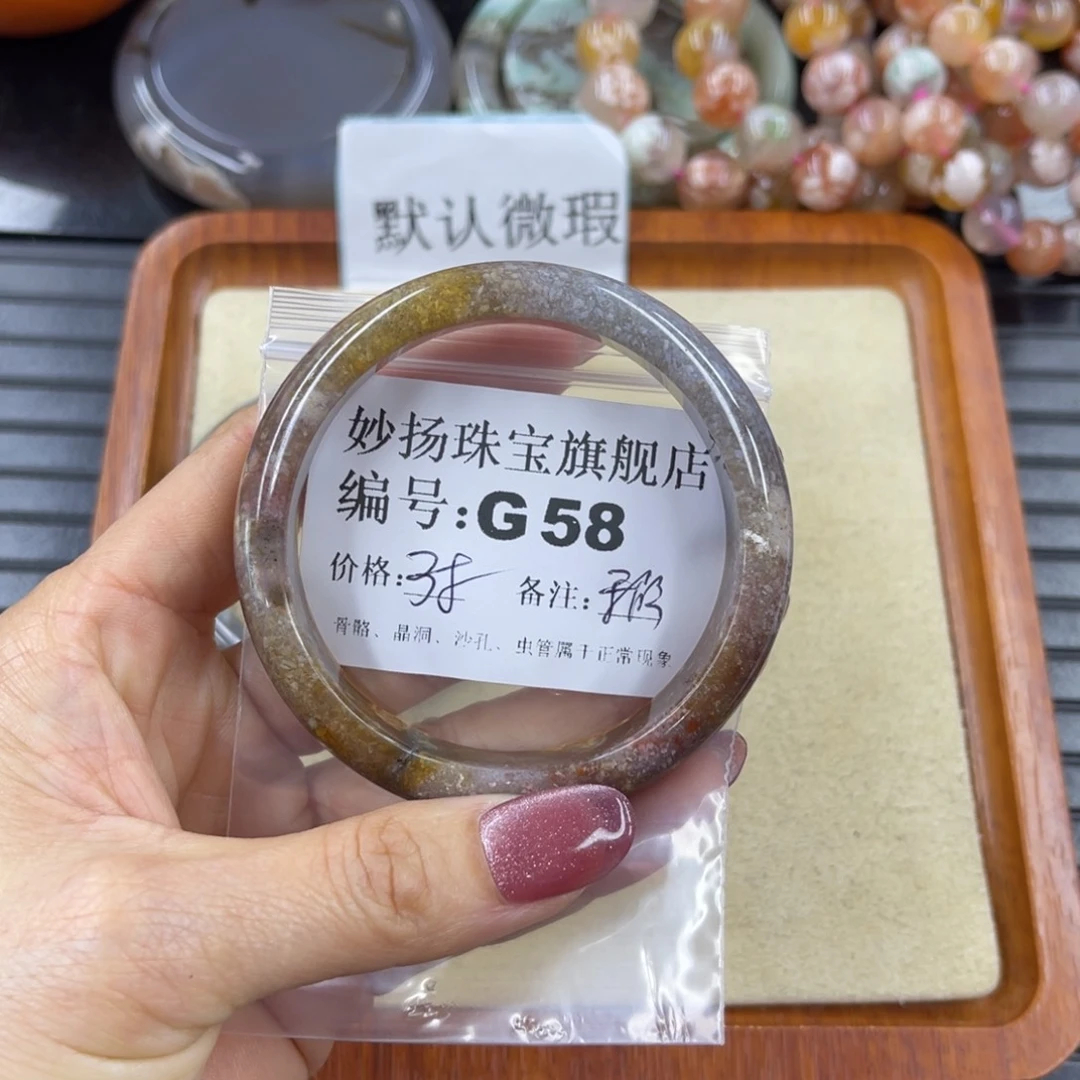 默认微瑕
妙扬珠宝旗舰店
编号:G58
价格: 备注:
骨骼、晶洞、沙孔、虫管属于正常现象